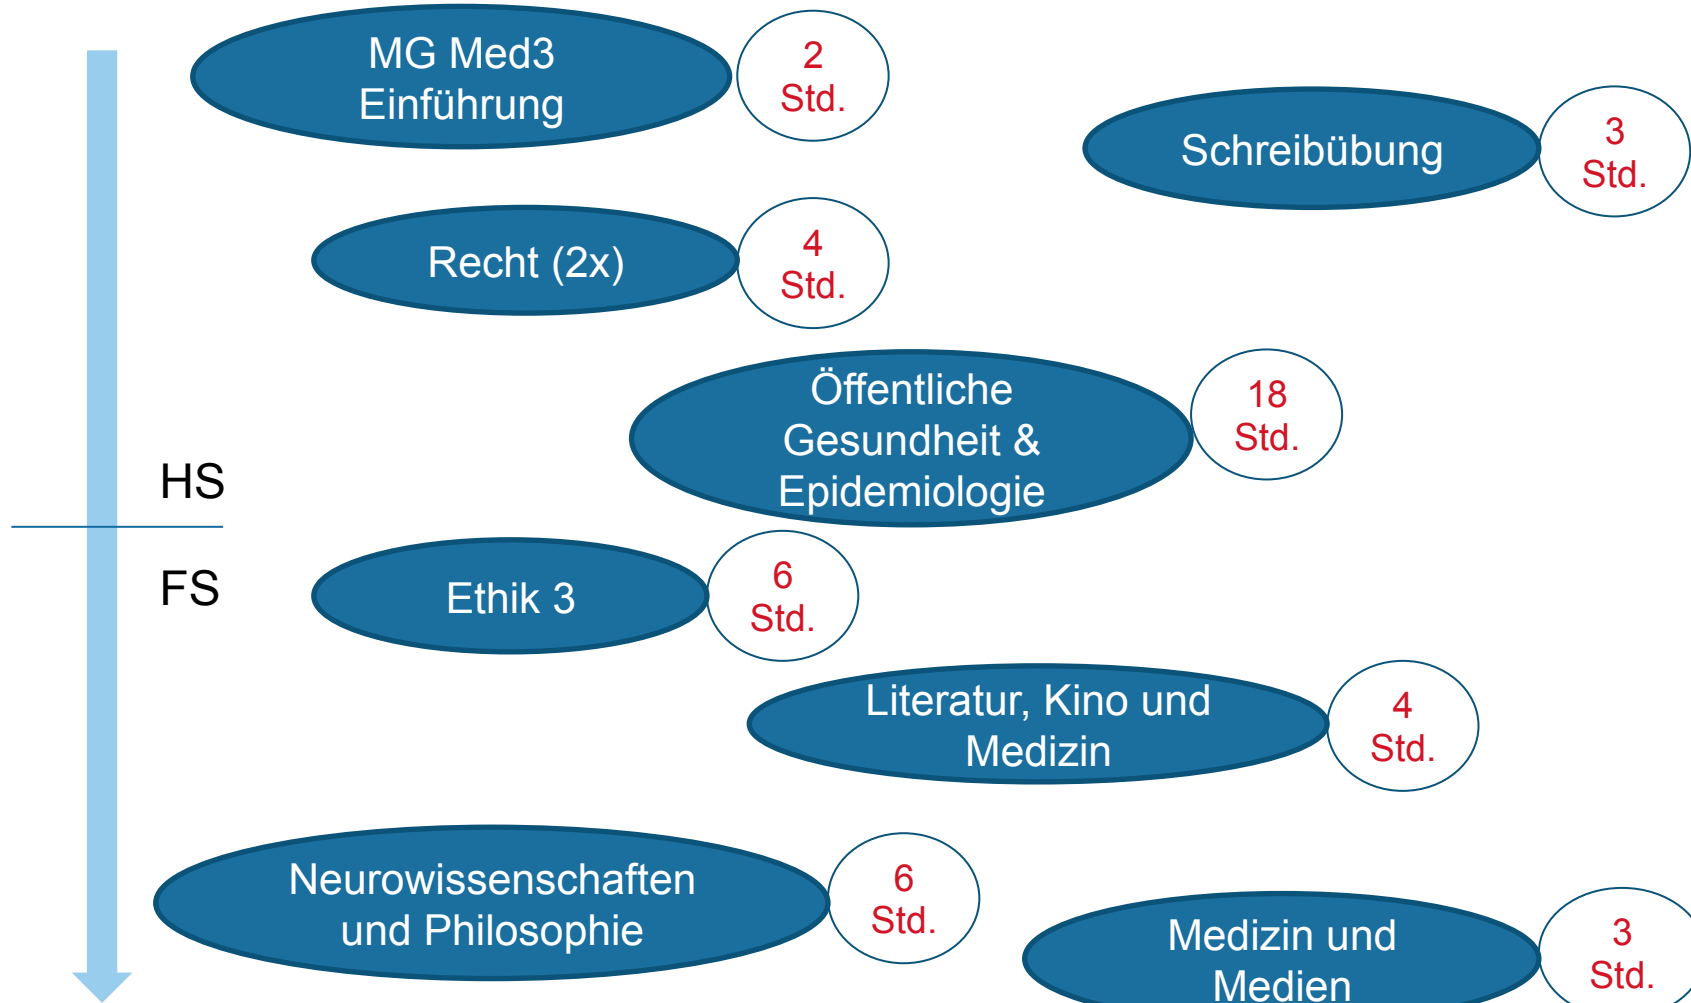 MG Med3
Einführung
2
Std.
Schreibübung
3
Std.
Recht (2x)
4
Std.
Öffentliche
Gesundheit &
Epidemiologie
18
Std.
HS
FS
Ethik 3
6
Std.
Literatur, Kino und
Medizin
4
Std.
Neurowissenschaften
und Philosophie
6
Std.
Medizin und
Medien
3
Std.